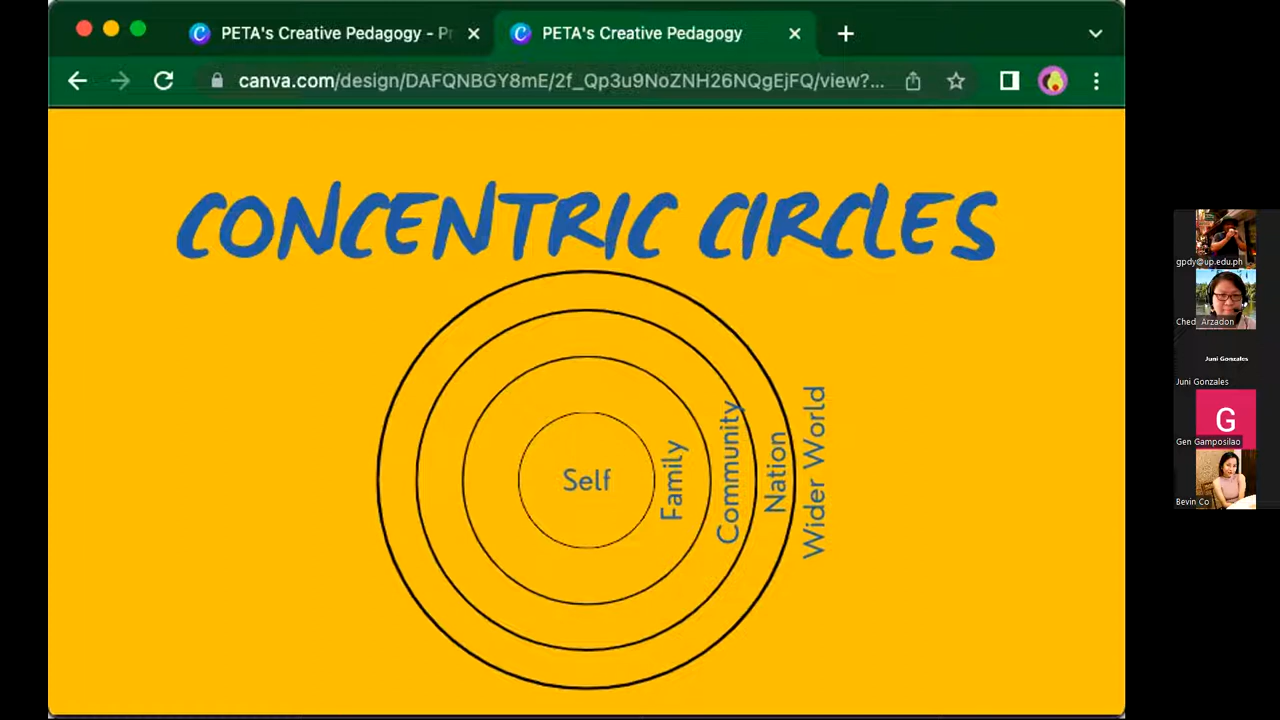 PETA's Creative Pedagogy - Pr
PETA's Creative Pedagogy
canva.com/design/DAFQNBGY8mE/2f_Qp3u9NoZNH26NQgEjFQ/view?...
CONCENTRIC CIRCLES
Self
Family
Community
Nation
Wider World
gpdy@up.edu.ph
Ched Arzadon
Juni Gonzales
Juni Gonzales
G
Gen Gamposilao
Bevin Co